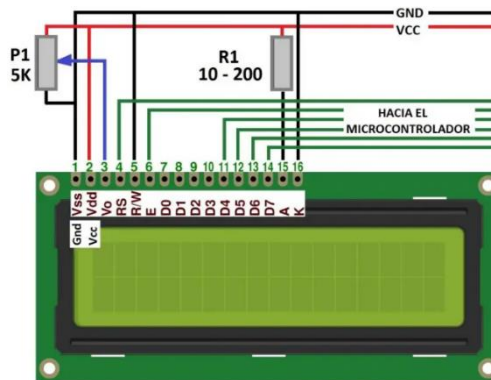 GND
VCC
P1
5K
R1
10 - 200
HACIA EL
MICROCONTROLADOR
1 2 3 4 5 6 7 8 9 10 11 12 13 14 15 16
Vss Vdd Vo RS R/W E D0 D1 D2 D3 D4 D5 D6 D7 A K
Gnd Vcc